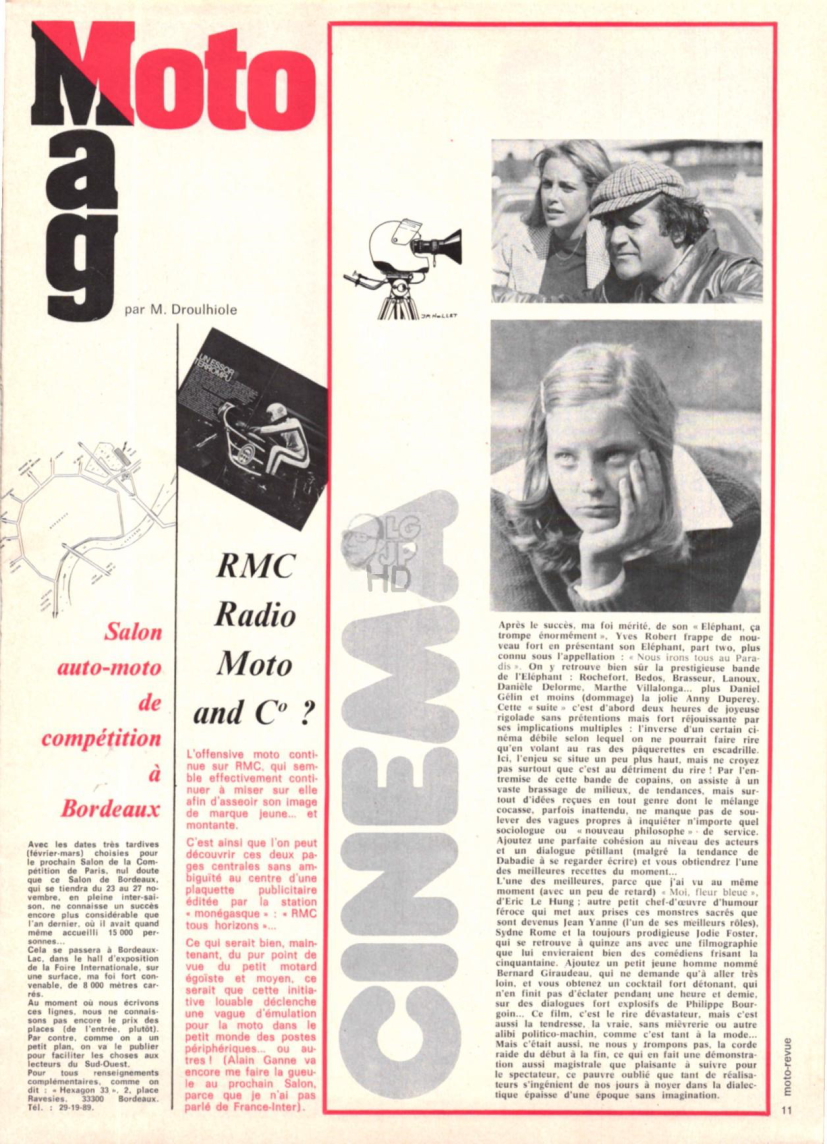 Moto
ag
par M. Droulhiole
UN ESSOR
Salon
auto-moto
de
compétition
à
Bordeaux
Avec les dates très tardives
(février-mars) choisies pour
le prochain Salon de la Com-
pétition de Paris, nul doute
que ce Salon de Bordeaux,
qui se tiendra du 23 au 27 no-
vembre, en pleine inter-sai-
son, ne connaisse un succès
encore plus considérable que
l'an dernier, où il avait quand
même accueilli 15 000 per-
sonnes...
Cela se passera à Bordeaux-
Lac, dans le hall d'exposition
de la Foire Internationale, sur
une surface, ma foi fort con-
venable, de 8 000 mètres car-
rés.
Au moment où nous écrivons
ces lignes, nous ne connais-
sons pas encore le prix des
places (de l'entrée, plutôt).
Par contre, comme on a un
petit plan, on va le publier
pour faciliter les choses aux
lecteurs du Sud-Ouest.
Pour tous renseignements
complémentaires, comme on
dit : « Hexagon 33 », 2, place
Ravesies, 33300 Bordeaux.
Tél. : 29-19-89.
RMC
Radio
Moto
and Cº ?
L'offensive moto conti-
nue sur RMC, qui sem-
ble effectivement conti-
nuer à miser sur elle
afin d'asseoir son image
de marque jeune... et
montante.
C'est ainsi que l'on peut
découvrir ces deux pa-
ges centrales sans am-
biguïté au centre d'une
plaquette publicitaire
éditée par la station
« monégasque » : « RMC
tous horizons »...
Ce qui serait bien, main-
tenant, du pur point de
vue du petit motard
égoïste et moyen, ce
serait que cette initia-
tive louable déclenche
une vague d'émulation
pour la moto dans le
petit monde des postes
périphériques... ou au-
tres ! (Alain Ganne va
encore me faire la gueu-
le au prochain Salon,
parce que je n'ai pas
parlé de France-Inter).
JM HALLET
CINEMA
LG
JP
HD
Après le succès, ma foi mérité, de son « Eléphant, ça
trompe énormément », Yves Robert frappe de nou-
veau fort en présentant son Eléphant, part two, plus
connu sous l'appellation : « Nous irons tous au Para-
dis ». On y retrouve bien sûr la prestigieuse bande
de l'Eléphant : Rochefort, Bedos, Brasseur, Lanoux,
Danièle Delorme, Marthe Villalonga... plus Daniel
Gélin et moins (dommage) la jolie Anny Duperey.
Cette « suite » c'est d'abord deux heures de joyeuse
rigolade sans prétentions mais fort réjouissante par
ses implications multiples : l'inverse d'un certain ci-
néma débile selon lequel on ne pourrait faire rire
qu'en volant au ras des pâquerettes en escadrille.
Ici, l'enjeu se situe un peu plus haut, mais ne croyez
pas surtout que c'est au détriment du rire ! Par l'en-
tremise de cette bande de copains, on assiste à un
vaste brassage de milieux, de tendances, mais sur-
tout d'idées reçues en tout genre dont le mélange
cocasse, parfois inattendu, ne manque pas de sou-
lever des vagues propres à inquiéter n'importe quel
sociologue ou « nouveau philosophe » de service.
Ajoutez une parfaite cohésion au niveau des acteurs
et un dialogue pétillant (malgré la tendance de
Dabadie à se regarder écrire) et vous obtiendrez l'une
des meilleures recettes du moment...
L'une des meilleures, parce que j'ai vu au même
moment (avec un peu de retard) « Moi, fleur bleue »,
d'Eric Le Hung ; autre petit chef-d'œuvre d'humour
féroce qui met aux prises ces monstres sacrés que
sont devenus Jean Yanne (l'un de ses meilleurs rôles),
Sydne Rome et la toujours prodigieuse Jodie Foster,
qui se retrouve à quinze ans avec une filmographie
que lui envieraient bien des comédiens frisant la
cinquantaine. Ajoutez un petit jeune homme nommé
Bernard Giraudeau, qui ne demande qu'à aller très
loin, et vous obtenez un cocktail fort détonant, qui
n'en finit pas d'éclater pendant une heure et demie,
sur des dialogues fort explosifs de Philippe Bour-
goin... Ce film, c'est le rire dévastateur, mais c'est
aussi la tendresse, la vraie, sans mièvrerie ou autre
alibi politico-machin, comme c'est tant à la mode...
Mais c'était aussi, ne nous y trompons pas, la corde
raide du début à la fin, ce qui en fait une démonstra-
tion aussi magistrale que plaisante à suivre pour
le spectateur, ce pauvre oublié que tant de réalisa-
teurs s'ingénient de nos jours à noyer dans la dialec-
tique épaisse d'une époque sans imagination.
moto-revue
11